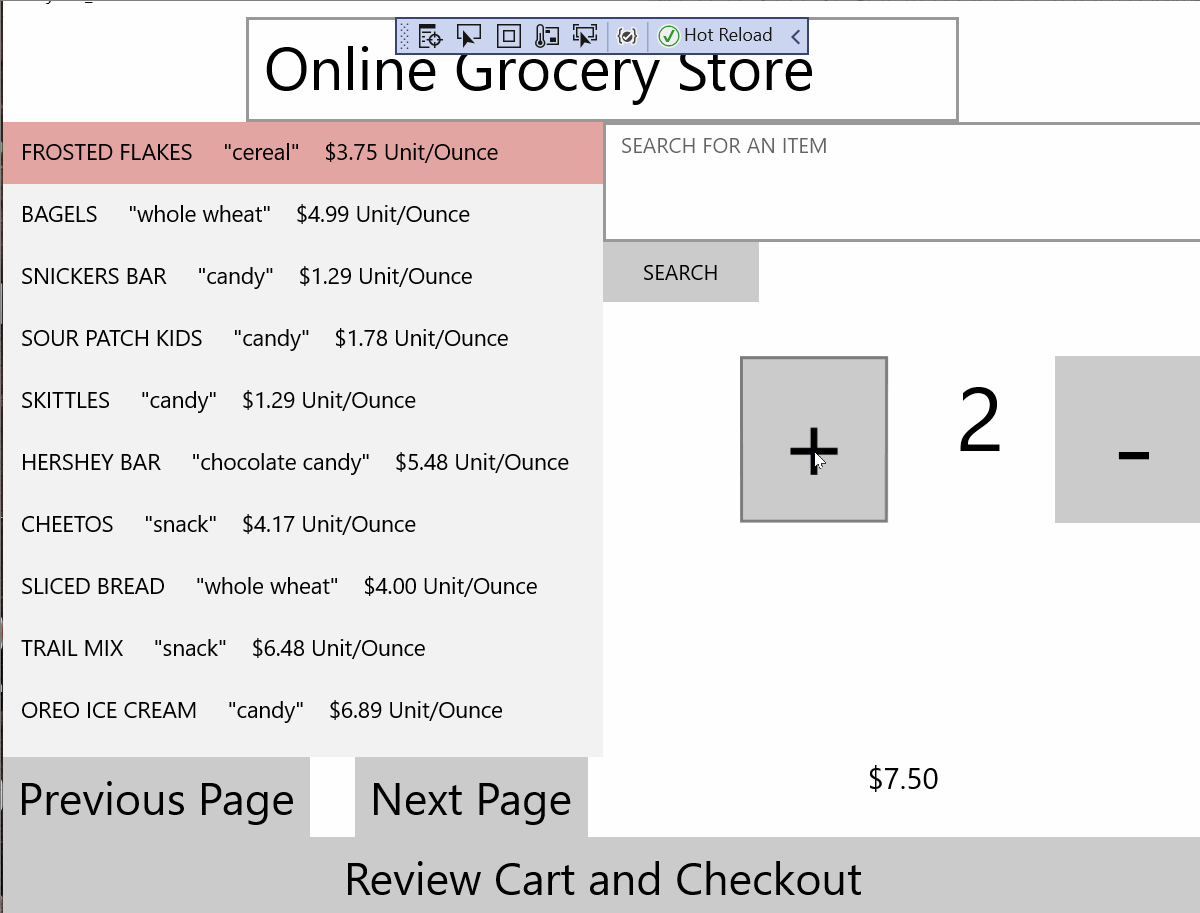 Hot Reload
Online Grocery Store
FROSTED FLAKES "cereal" $3.75 Unit/Ounce
BAGELS "whole wheat" $4.99 Unit/Ounce
SNICKERS BAR "candy" $1.29 Unit/Ounce
SOUR PATCH KIDS "candy" $1.78 Unit/Ounce
SKITTLES "candy" $1.29 Unit/Ounce
HERSHEY BAR "chocolate candy" $5.48 Unit/Ounce
CHEETOS "snack" $4.17 Unit/Ounce
SLICED BREAD "whole wheat" $4.00 Unit/Ounce
TRAIL MIX "snack" $6.48 Unit/Ounce
OREO ICE CREAM "candy" $6.89 Unit/Ounce
SEARCH FOR AN ITEM
SEARCH
+ 2 -
$7.50
Previous Page Next Page
Review Cart and Checkout